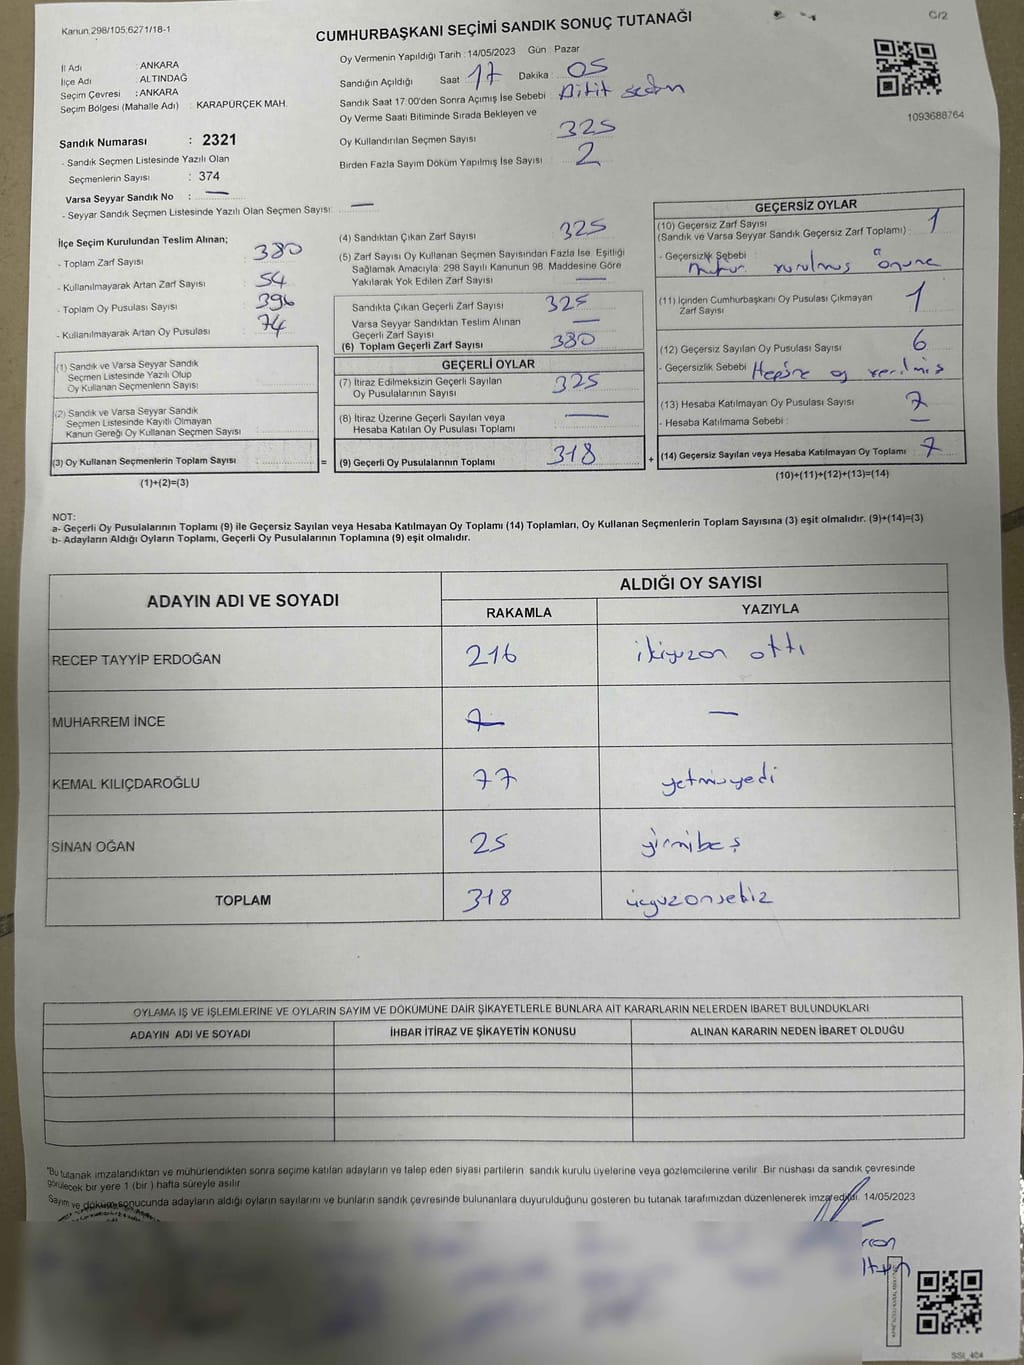 Kanun.298/105;6271/18-1
CUMHURBAŞKANI SEÇİMİ SANDIK SONUÇ TUTANAĞI
C/2
İl Adı : ANKARA
İlçe Adı : ALTINDAĞ
Seçim Çevresi : ANKARA
Seçim Bölgesi (Mahalle Adı) : KARAPÜRÇEK MAH.
Sandık Numarası : 2321
- Sandık Seçmen Listesinde Yazılı Olan
Seçmenlerin Sayısı : 374
Varsa Seyyar Sandık No : —
- Seyyar Sandık Seçmen Listesinde Yazılı Olan Seçmen Sayısı: —
Oy Vermenin Yapıldığı Tarih : 14/05/2023 Gün : Pazar
Sandığın Açıldığı Saat 17 Dakika : 05
Sandık Saat 17:00'den Sonra Açımış İse Sebebi :
Oy Verme Saati Bitiminde Sırada Bekleyen ve
Oy Kullandırılan Seçmen Sayısı 325
Birden Fazla Sayım Döküm Yapılmış İse Sayısı : 2
1093688764
İlçe Seçim Kurulundan Teslim Alınan;
- Toplam Zarf Sayısı 380
- Kullanılmayarak Artan Zarf Sayısı : 54
- Toplam Oy Pusulası Sayısı : 396
- Kullanılmayarak Artan Oy Pusulası : 74
(1) Sandık ve Varsa Seyyar Sandık
Seçmen Listesinde Yazılı Olup
Oy Kullanan Seçmenlerin Sayısı :
(2) Sandık ve Varsa Seyyar Sandık
Seçmen Listesinde Kayıtlı Olmayan
Kanun Gereği Oy Kullanan Seçmen Sayısı :
(3) Oy Kullanan Seçmenlerin Toplam Sayısı :
(1)+(2)=(3)
(4) Sandıktan Çıkan Zarf Sayısı : 325
(5) Zarf Sayısı Oy Kullanan Seçmen Sayısından Fazla İse Eşitliği
Sağlamak Amacıyla 298 Sayılı Kanunun 98. Maddesine Göre
Yakılarak Yok Edilen Zarf Sayısı : —
Sandıkta Çıkan Geçerli Zarf Sayısı : 325
Varsa Seyyar Sandıktan Teslim Alınan
Geçerli Zarf Sayısı : —
(6) Toplam Geçerli Zarf Sayısı : 380
GEÇERLİ OYLAR
(7) İtiraz Edilmeksizin Geçerli Sayılan
Oy Pusulalarının Sayısı : 325
(8) İtiraz Üzerine Geçerli Sayılan veya
Hesaba Katılan Oy Pusulası Toplamı : —
= (9) Geçerli Oy Pusulalarının Toplamı : 318
GEÇERSİZ OYLAR
(10) Geçersiz Zarf Sayısı
(Sandık ve Varsa Seyyar Sandık Geçersiz Zarf Toplamı) : 1
- Geçersizlik Sebebi :
(11) İçinden Cumhurbaşkanı Oy Pusulası Çıkmayan
Zarf Sayısı : 1
(12) Geçersiz Sayılan Oy Pusulası Sayısı : 6
- Geçersizlik Sebebi Hepsine oy verilmiş
(13) Hesaba Katılmayan Oy Pusulası Sayısı : 7
- Hesaba Katılmama Sebebi : —
+ (14) Geçersiz Sayılan veya Hesaba Katılmayan Oy Toplamı : 7
(10)+(11)+(12)+(13)=(14)
NOT:
a- Geçerli Oy Pusulalarının Toplamı (9) ile Geçersiz Sayılan veya Hesaba Katılmayan Oy Toplamı (14) Toplamları, Oy Kullanan Seçmenlerin Toplam Sayısına (3) eşit olmalıdır. (9)+(14)=(3)
b- Adayların Aldığı Oyların Toplamı, Geçerli Oy Pusulalarının Toplamına (9) eşit olmalıdır.
ADAYIN ADI VE SOYADI ALDIĞI OY SAYISI
RAKAMLA YAZIYLA
RECEP TAYYİP ERDOĞAN 216 ikiyüzon altı
MUHARREM İNCE —
KEMAL KILIÇDAROĞLU 77 yetmişyedi
SİNAN OĞAN 25 yirmibeş
TOPLAM 318 üçyüzonsekiz
OYLAMA İŞ VE İŞLEMLERİNE VE OYLARIN SAYIM VE DÖKÜMÜNE DAİR ŞİKAYETLERLE BUNLARA AİT KARARLARIN NELERDEN İBARET BULUNDUKLARI
ADAYIN ADI VE SOYADI İHBAR İTİRAZ VE ŞİKAYETİN KONUSU ALINAN KARARIN NEDEN İBARET OLDUĞU
"Bu tutanak imzalandıktan ve mühürlendikten sonra seçime katılan adayların ve talep eden siyasi partilerin sandık kurulu üyelerine veya gözlemcilerine verilir. Bir nüshası da sandık çevresinde
görülecek bir yere 1 (bir ) hafta süreyle asılır.
Sayım ve döküm sonucunda adayların aldığı oyların sayılarını ve bunların sandık çevresinde bulunanlara duyurulduğunu gösteren bu tutanak tarafımızdan düzenlenerek imza edildi. 14/05/2023
SSI_404